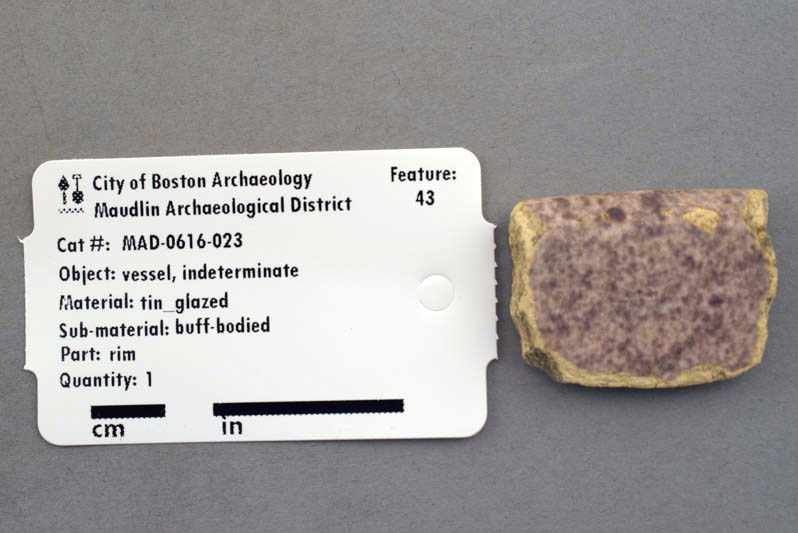 City of Boston Archaeology
Maudlin Archaeological District
Feature:
43
Cat #: MAD-0616-023
Object: vessel, indeterminate
Material: tin_glazed
Sub-material: buff-bodied
Part: rim
Quantity: 1
cm in